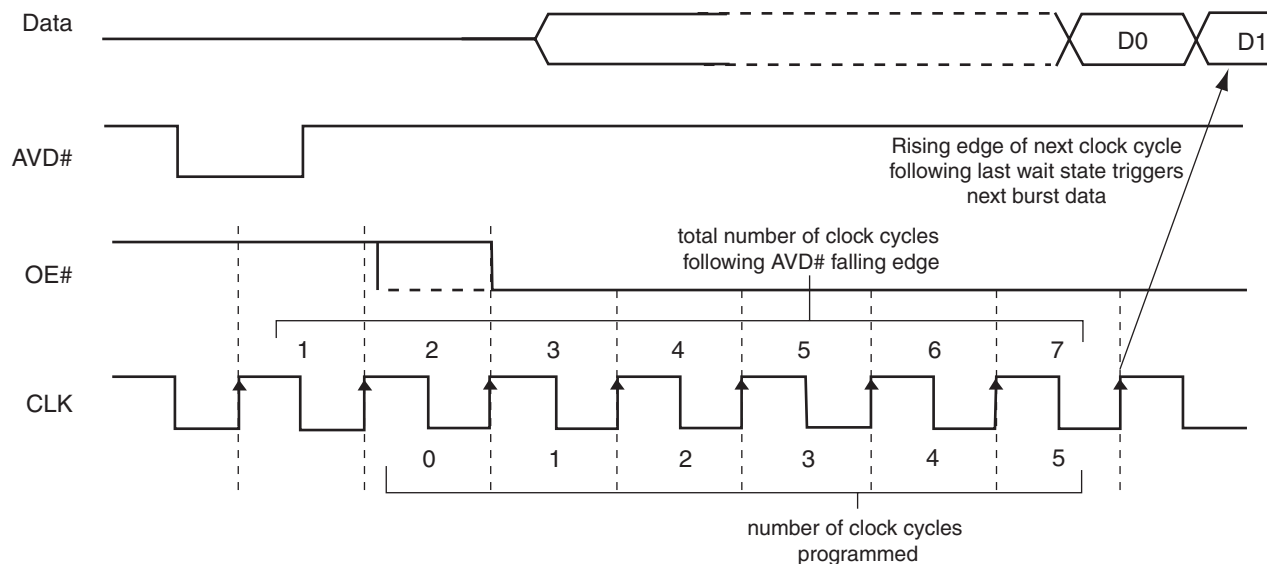 Data
D0
D1
AVD#
Rising edge of next clock cycle
following last wait state triggers
next burst data
total number of clock cycles
following AVD# falling edge
OE#
1 2 3 4 5 6 7
CLK
0 1 2 3 4 5
number of clock cycles
programmed